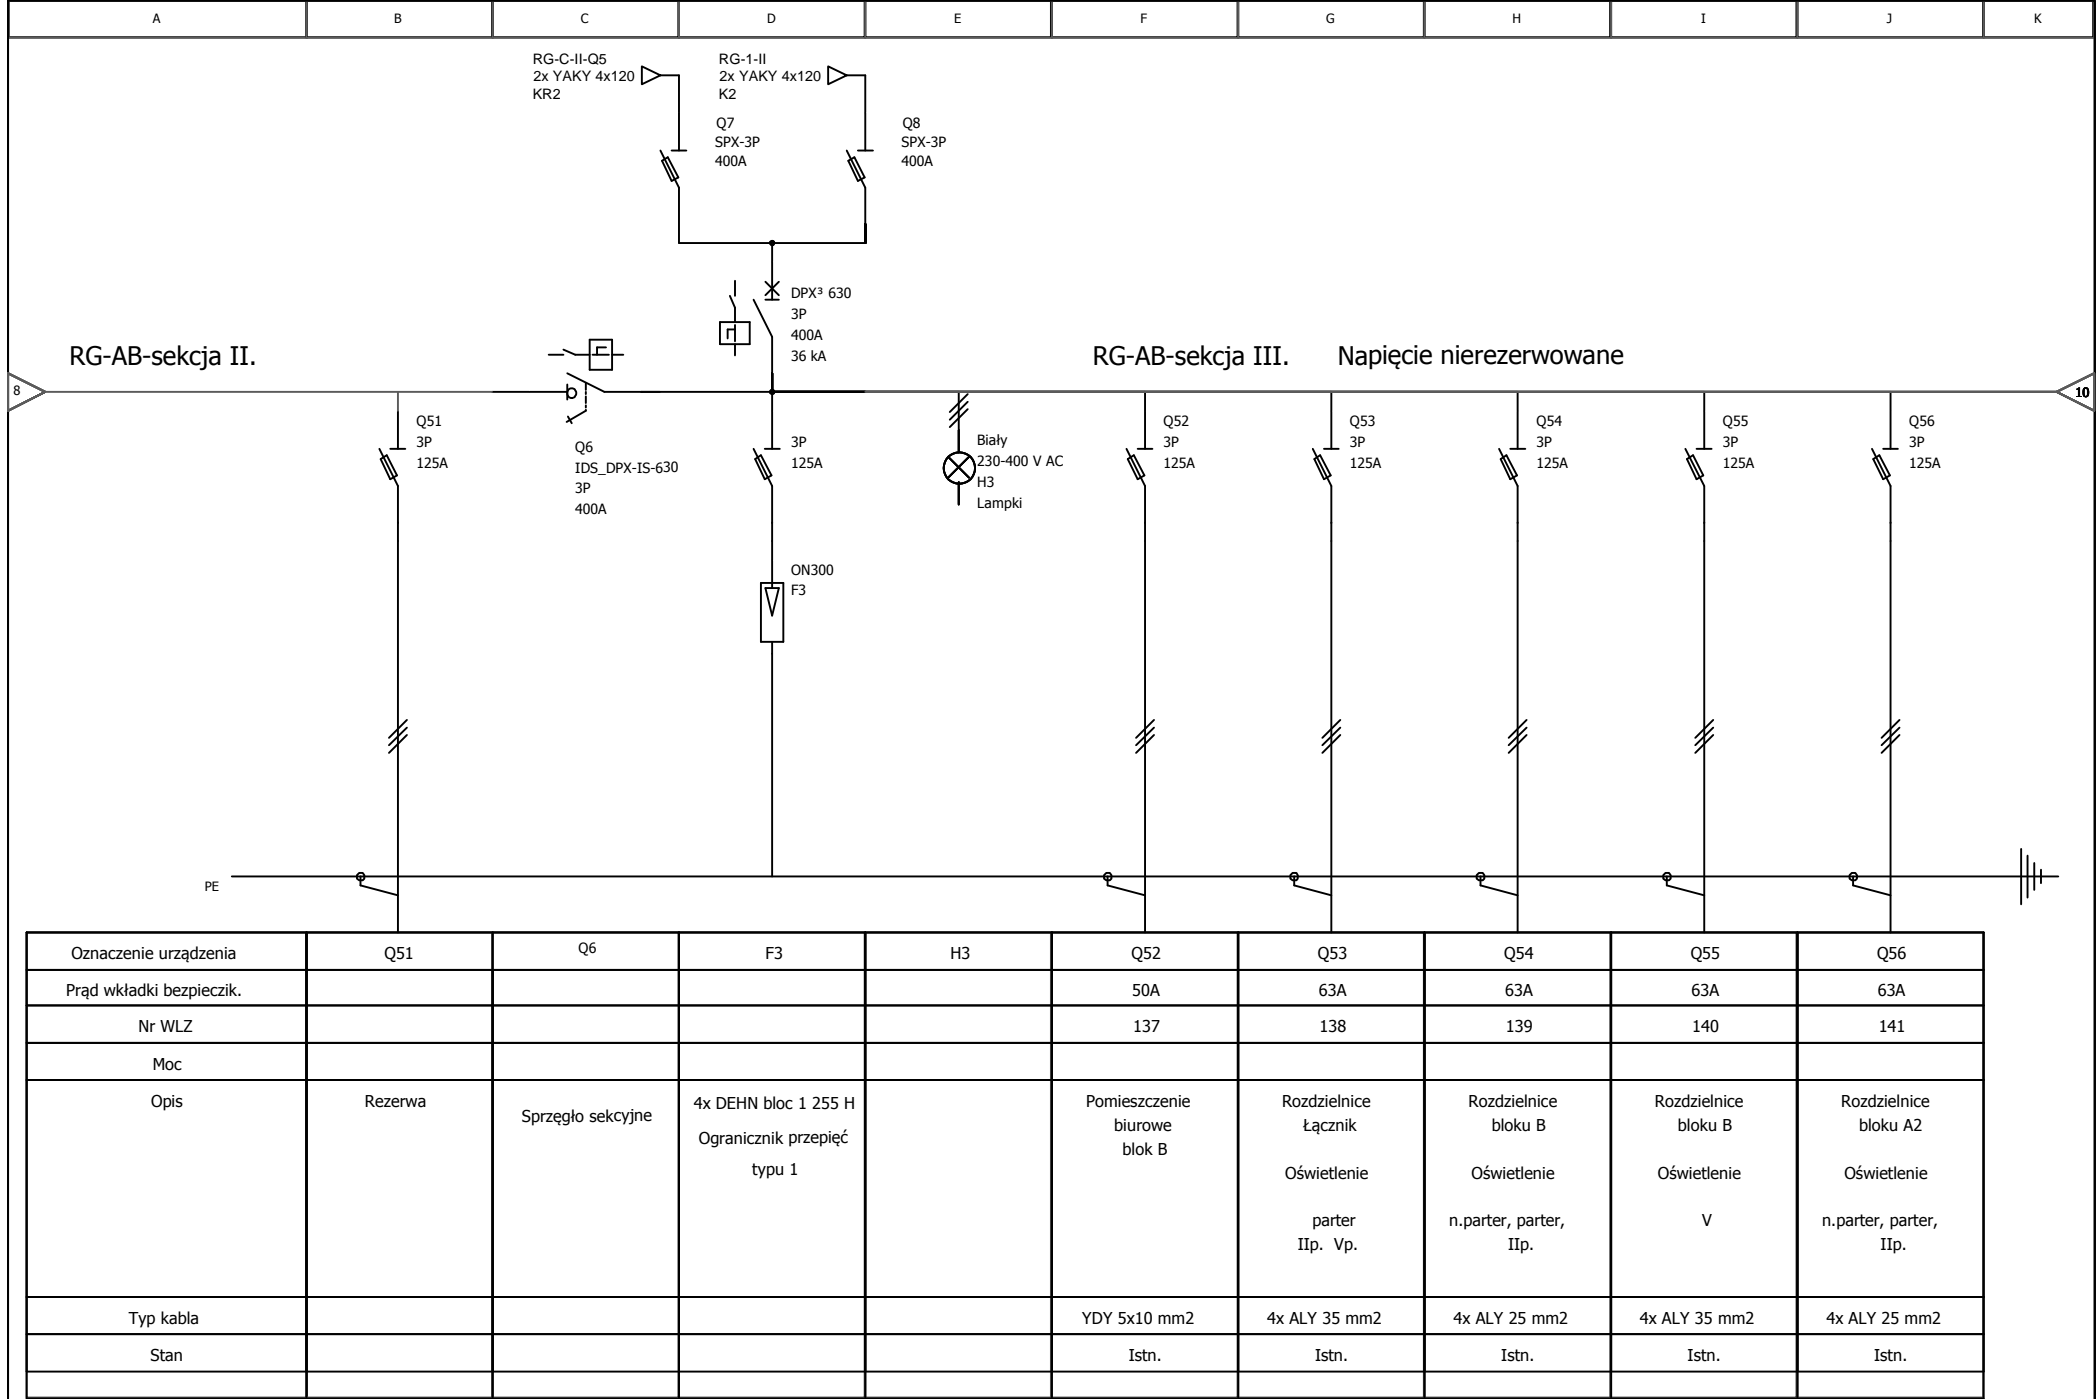 A B C D E F G H I J K
RG-C-II-Q5
2x YAKY 4x120
KR2
RG-1-II
2x YAKY 4x120
K2
Q7
SPX-3P
400A
Q8
SPX-3P
400A
DPX³ 630
3P
400A
36 kA
RG-AB-sekcja II.
RG-AB-sekcja III. Napięcie nierezerwowane
8
10
Q51
3P
125A
Q6
IDS_DPX-IS-630
3P
400A
3P
125A
Biały
230-400 V AC
H3
Lampki
Q52
3P
125A
Q53
3P
125A
Q54
3P
125A
Q55
3P
125A
Q56
3P
125A
ON300
F3
PE
Oznaczenie urządzenia Q51 Q6 F3 H3 Q52 Q53 Q54 Q55 Q56
Prąd wkładki bezpieczik. 50A 63A 63A 63A 63A
Nr WLZ 137 138 139 140 141
Moc
Opis
Rezerwa
Sprzęgło sekcyjne
4x DEHN bloc 1 255 H
Ogranicznik przepięć
typu 1
Pomieszczenie
biurowe
blok B
Rozdzielnice
Łącznik
Oświetlenie
parter
IIp. Vp.
Rozdzielnice
bloku B
Oświetlenie
n.parter, parter,
IIp.
Rozdzielnice
bloku B
Oświetlenie
V
Rozdzielnice
bloku A2
Oświetlenie
n.parter, parter,
IIp.
Typ kabla YDY 5x10 mm2 4x ALY 35 mm2 4x ALY 25 mm2 4x ALY 35 mm2 4x ALY 25 mm2
Stan Istn. Istn. Istn. Istn. Istn.